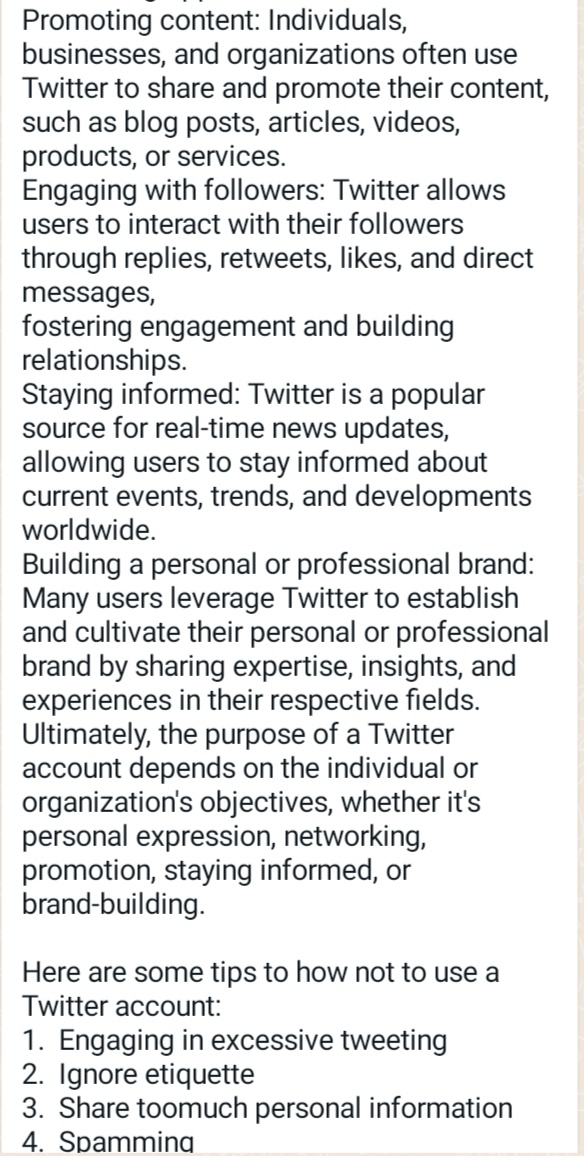 Promoting content: Individuals,
businesses, and organizations often use
Twitter to share and promote their content,
such as blog posts, articles, videos,
products, or services.
Engaging with followers: Twitter allows
users to interact with their followers
through replies, retweets, likes, and direct
messages,
fostering engagement and building
relationships.
Staying informed: Twitter is a popular
source for real-time news updates,
allowing users to stay informed about
current events, trends, and developments
worldwide.
Building a personal or professional brand:
Many users leverage Twitter to establish
and cultivate their personal or professional
brand by sharing expertise, insights, and
experiences in their respective fields.
Ultimately, the purpose of a Twitter
account depends on the individual or
organization's objectives, whether it's
personal expression, networking,
promotion, staying informed, or
brand-building.

Here are some tips to how not to use a
Twitter account:
1. Engaging in excessive tweeting
2. Ignore etiquette
3. Share toomuch personal information
4. Spamming